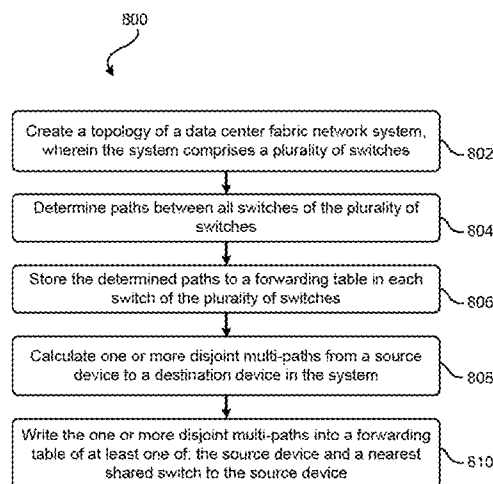 800
Create a topology of a data center fabric network system,
wherein the system comprises a plurality of switches
802
Determine paths between all switches of the plurality of
switches
804
Store the determined paths to a forwarding table in each
switch of the plurality of switches
806
Calculate one or more disjoint multi-paths from a source
device to a destination device in the system
808
Write the one or more disjoint multi-paths into a forwarding
table of at least one of: the source device and a nearest
shared switch to the source device
810